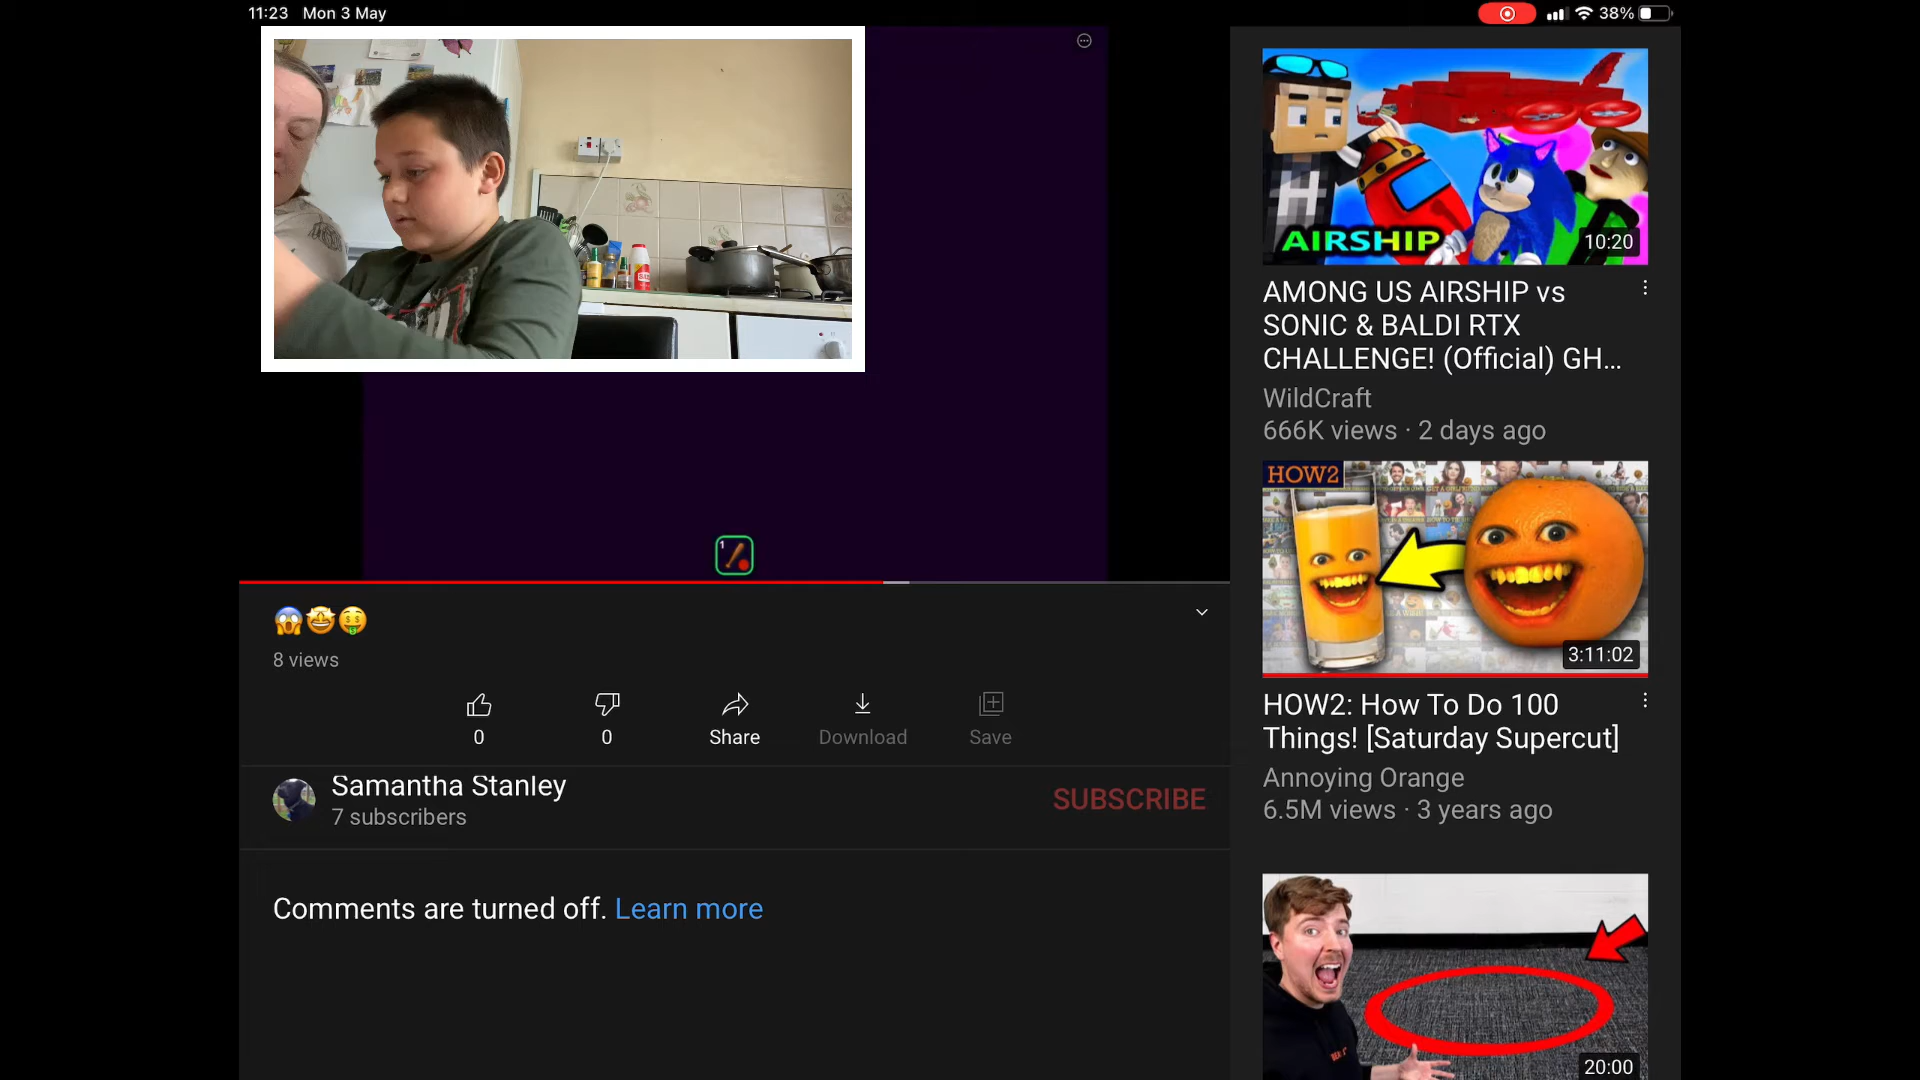 11:23 Mon 3 May
38%
1
😱🤩🤑
8 views
0
0
Share
Download
Save
Samantha Stanley
7 subscribers
SUBSCRIBE
Comments are turned off. Learn more
H
AIRSHIP
10:20
AMONG US AIRSHIP vs
SONIC & BALDI RTX
CHALLENGE! (Official) GH...
WildCraft
666K views · 2 days ago
HOW2
3:11:02
HOW2: How To Do 100
Things! [Saturday Supercut]
Annoying Orange
6.5M views · 3 years ago
20:00